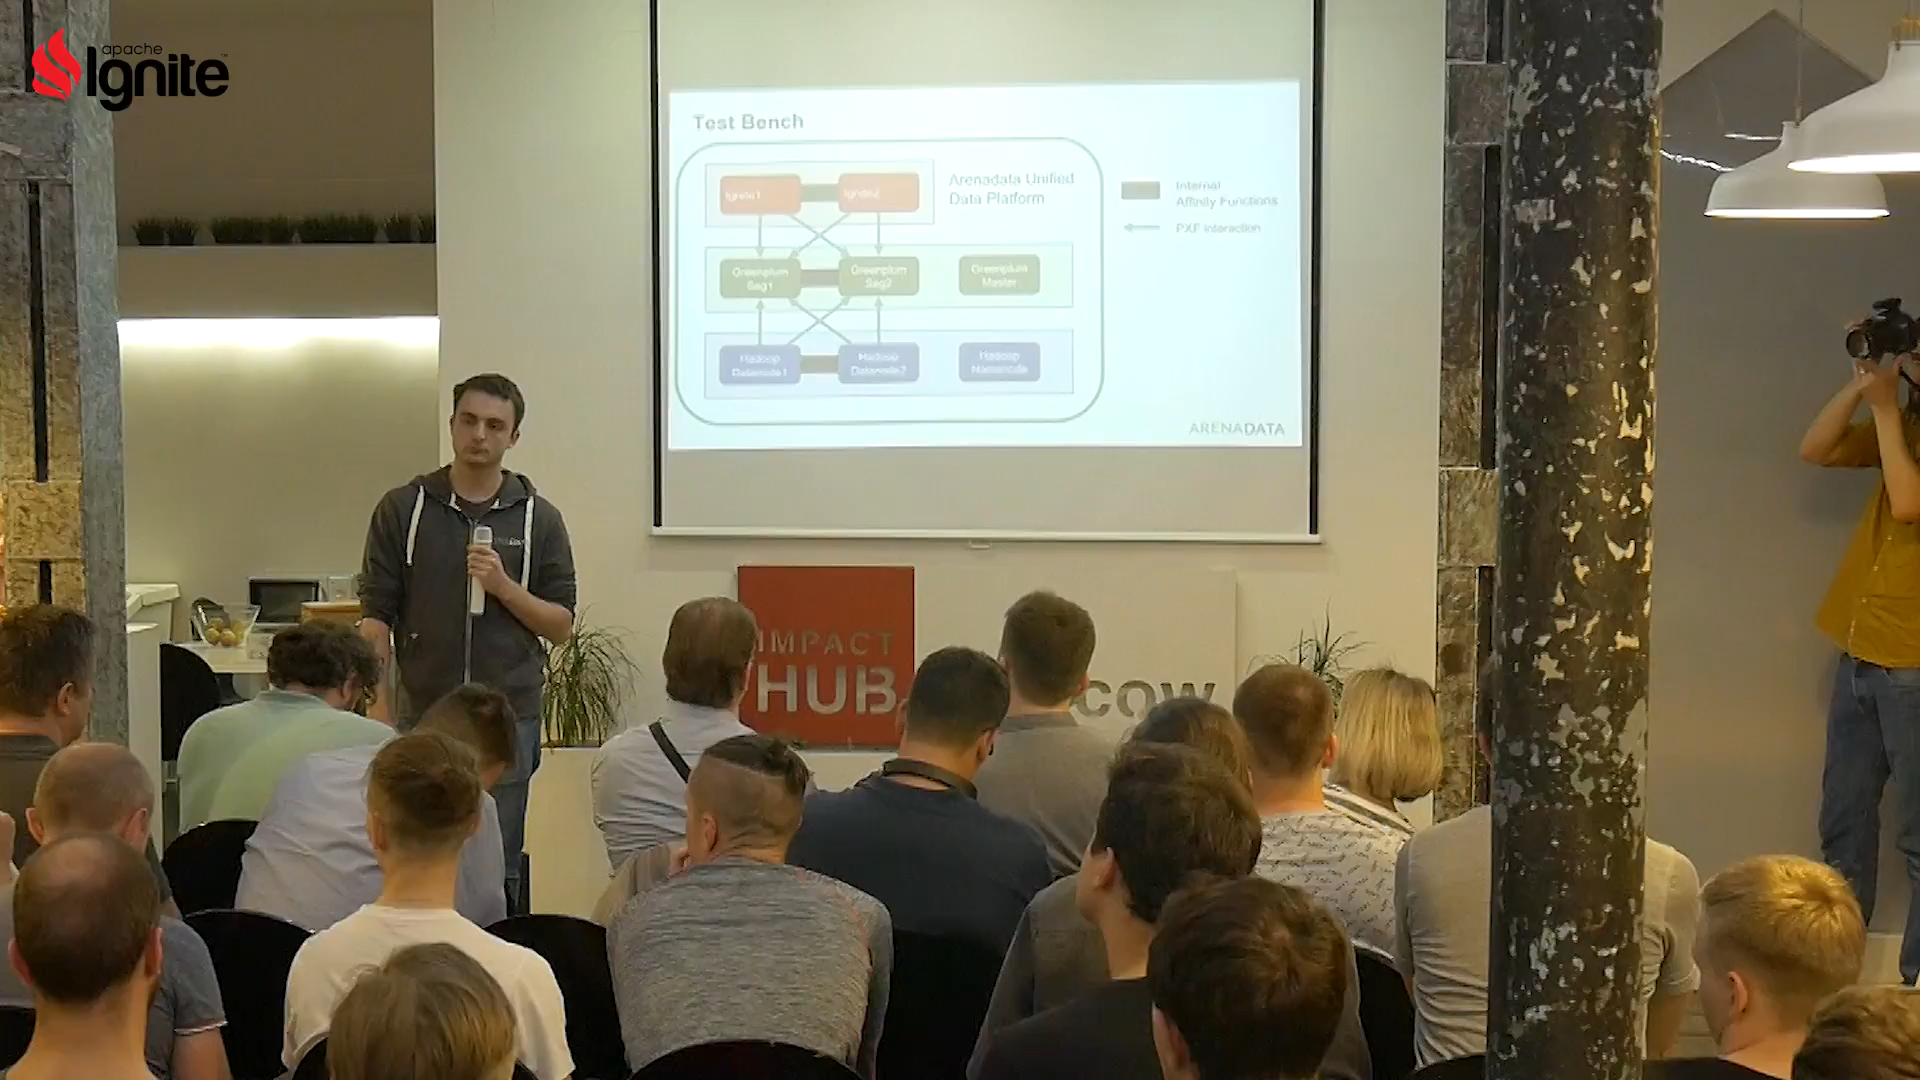 apache
Ignite
Test Bench
Ignite1
Ignite2
Arenadata Unified
Data Platform
Internal
Affinity Functions
PXF interaction
Greenplum
Seg1
Greenplum
Seg2
Greenplum
Master
Hadoop
Datanode1
Hadoop
Datanode2
Hadoop
Namenode
ARENADATA
IMPACT
HUB
cow